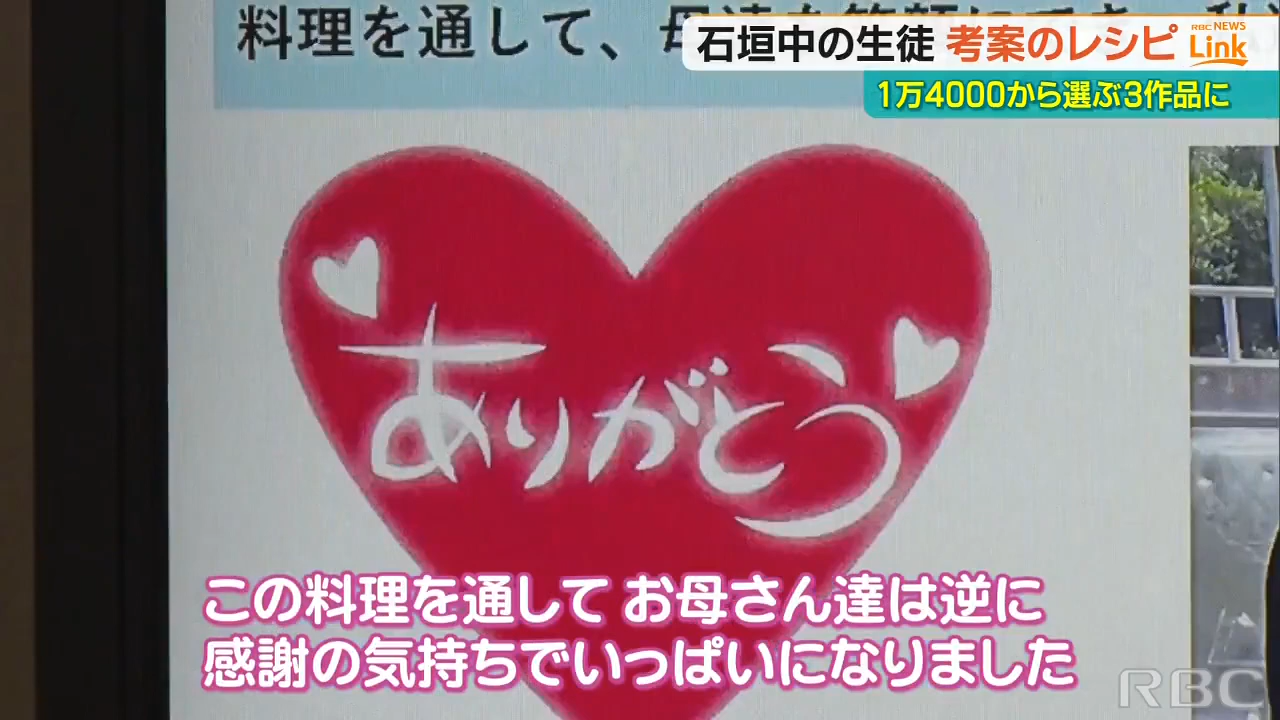 料理を通して、母達
石垣中の生徒 考案のレシピ
RBC NEWS
Link
1万4000から選ぶ3作品に
ありがとう
この料理を通して お母さん達は逆に
感謝の気持ちでいっぱいになりました
RBC